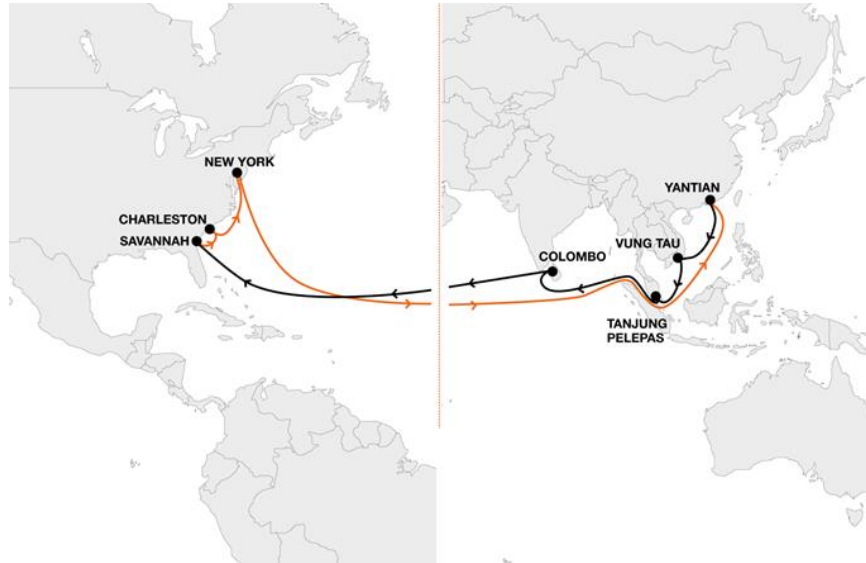 NEW YORK
CHARLESTON
SAVANNAH
YANTIAN
VUNG TAU
COLOMBO
TANJUNG
PELEPAS